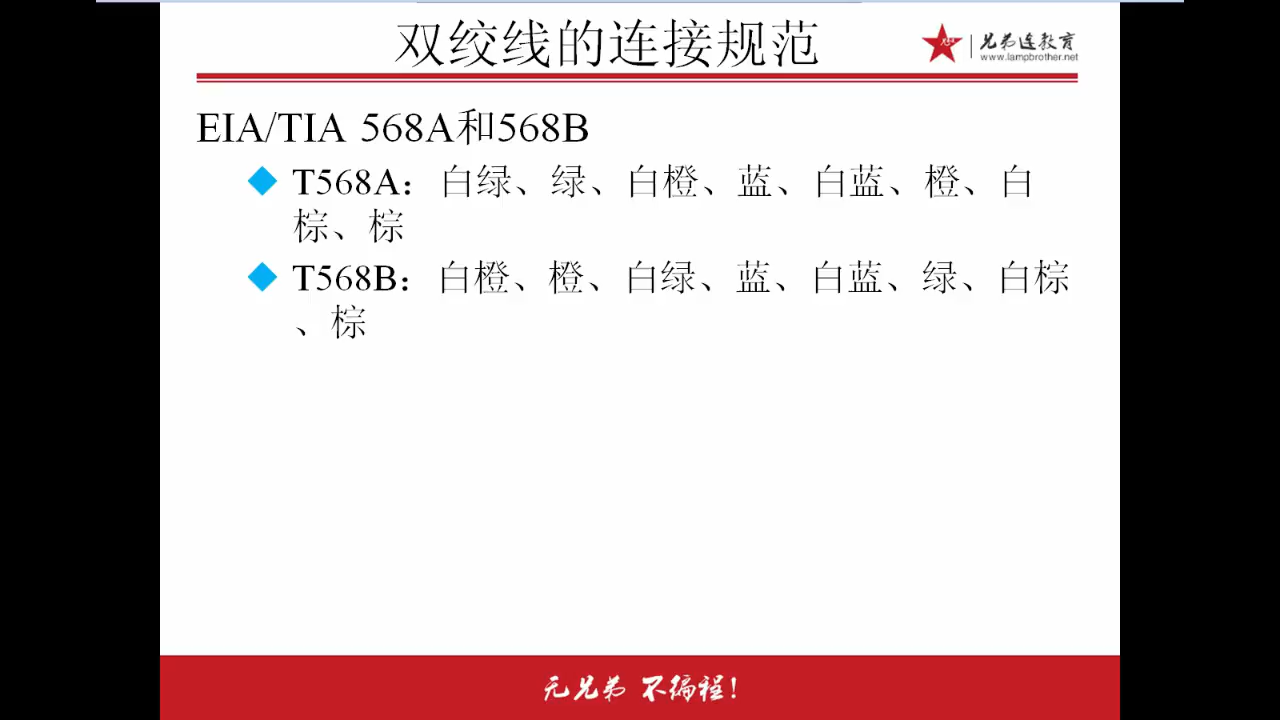 双绞线的连接规范
兄弟连教育
www.lampbrother.net
EIA/TIA 568A和568B
T568A：白绿、绿、白橙、蓝、白蓝、橙、白
棕、棕
T568B：白橙、橙、白绿、蓝、白蓝、绿、白棕
、棕
无兄弟 不编程！